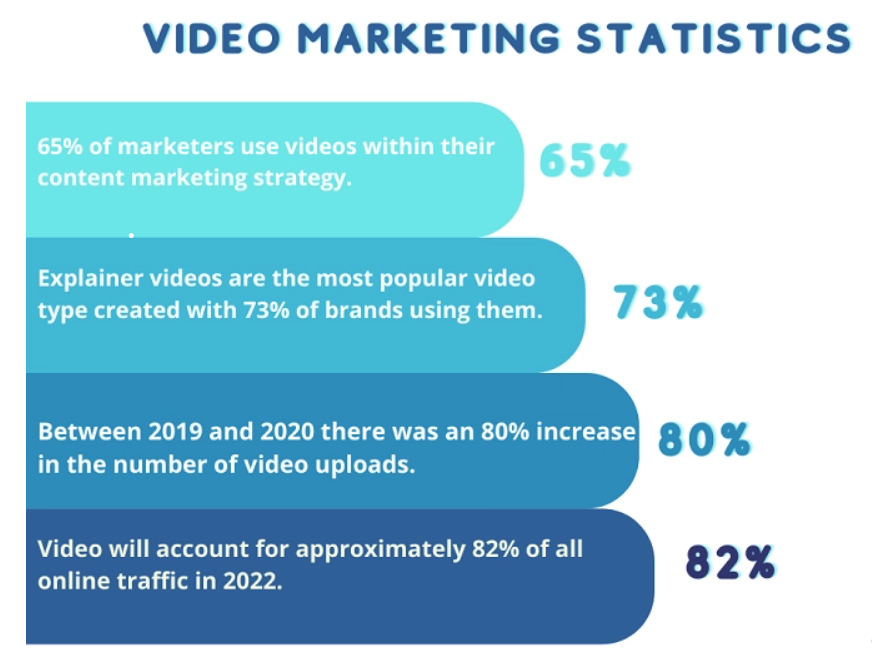 VIDEO MARKETING STATISTICS
65% of marketers use videos within their
content marketing strategy.
65%
Explainer videos are the most popular video
type created with 73% of brands using them.
73%
Between 2019 and 2020 there was an 80% increase
in the number of video uploads.
80%
Video will account for approximately 82% of all
online traffic in 2022.
82%